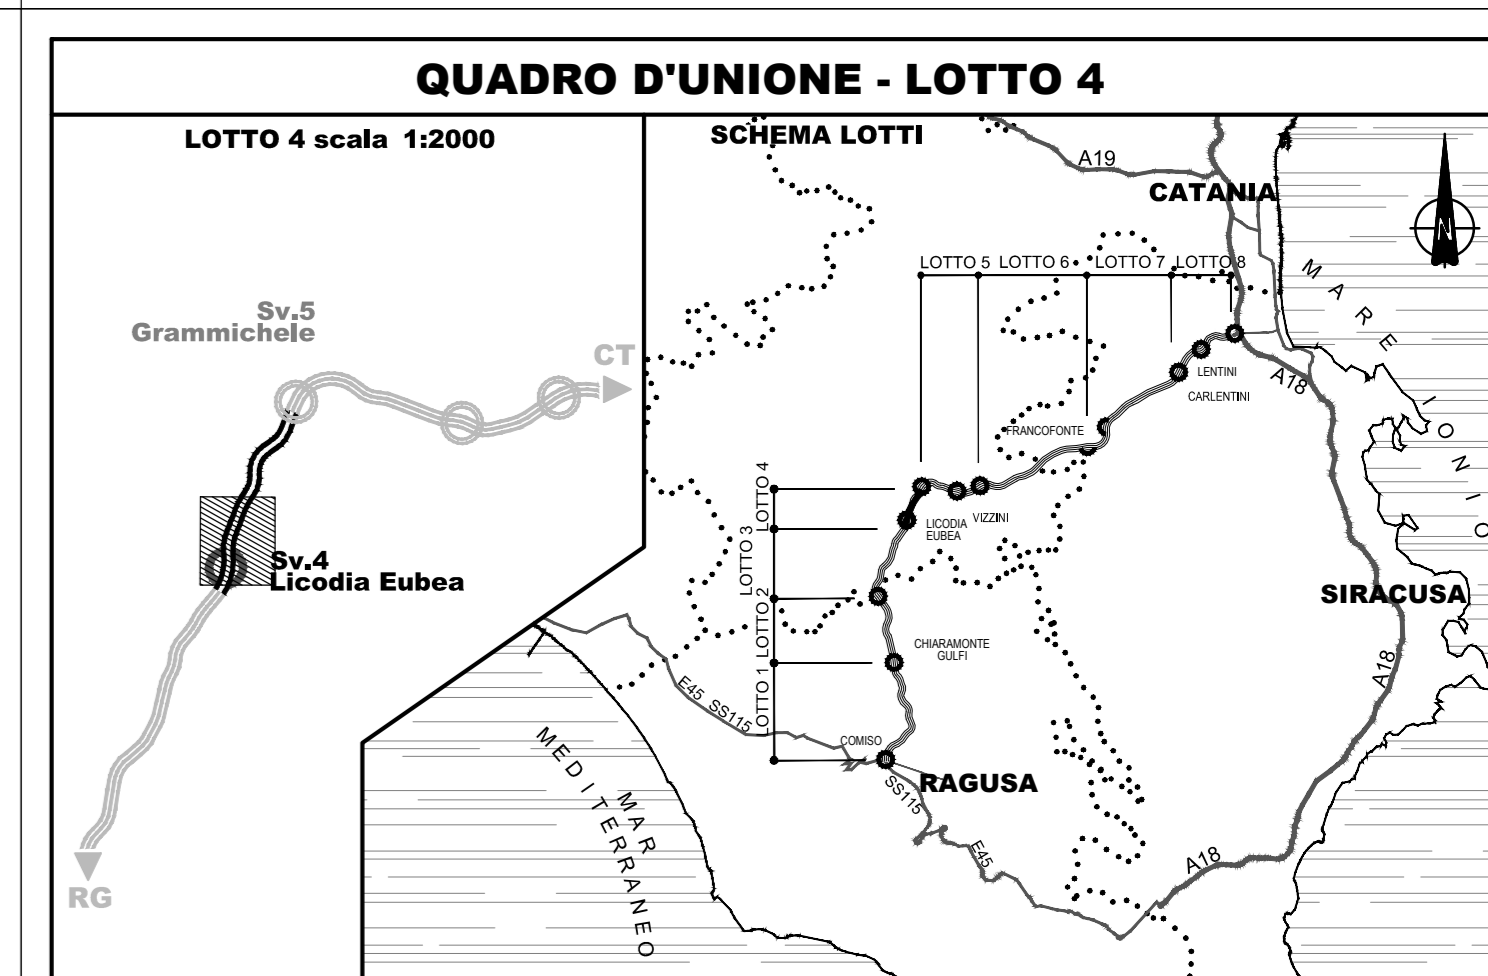 QUADRO D'UNIONE - LOTTO 4
LOTTO 4 scala 1:2000
SCHEMA LOTTI
A19
CATANIA
N
LOTTO 5
LOTTO 6
LOTTO 7
LOTTO 8
MARE IONIO
Sv.5
Grammichele
CT
LENTINI
A18
CARLENTINI
FRANCOFONTE
LOTTO 4
LOTTO 3
LOTTO 2
LOTTO 1
LICODIA
EUBEA
VIZZINI
Sv.4
Licodia Eubea
SIRACUSA
CHIARAMONTE
GULFI
A18
E45 SS115
COMISO
RAGUSA
SS115
MAR
MEDITERRANEO
E45
A18
RG